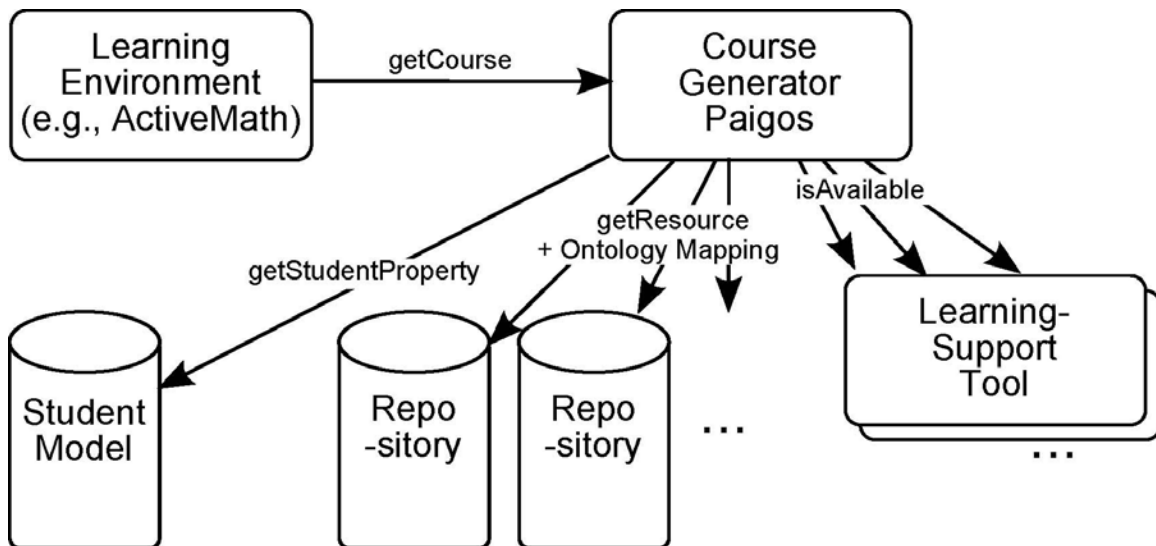 Learning
Environment
(e.g., ActiveMath)
getCourse
Course
Generator
Paigos
isAvailable
getResource
+ Ontology Mapping
getStudentProperty
Student
Model
Repo
-sitory
Repo
-sitory
...
Learning-
Support
Tool
...